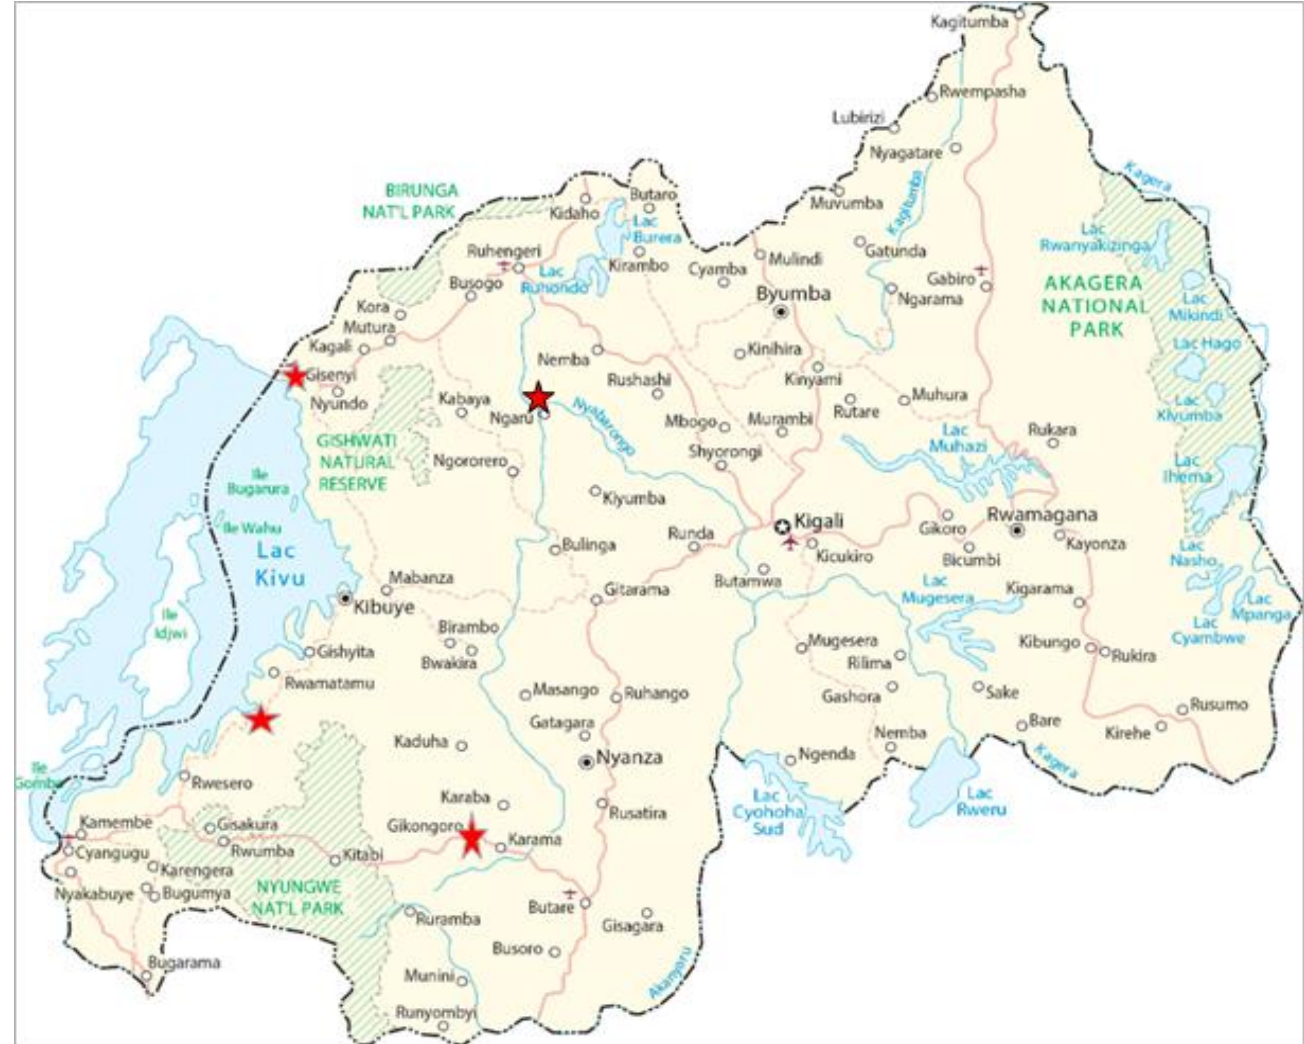 Kagitumba
Rwempasha
Lubirizi
Nyagatare
Kagera
BIRUNGA
NAT'L PARK
Butaro
Kidaho
Muvumba
Kagitumba
Lac
Burera
Lac
Rwanyakizinga
Ruhengeri
Kirambo
Gatunda
Mulindi
Cyamba
Lac
Ruhondo
Busogo
Gabiro
AKAGERA
NATIONAL
PARK
Byumba
Ngarama
Lac
Mikindi
Kora
Mutura
Kagali
Nemba
Kinihira
Lac Hago
Gisenyi
Rushashi
Kinyami
Nyundo
Kabaya
Nyabarongo
Muhura
Rutare
Lac
Kivumba
Ngaru
Mbogo
Murambi
Lac
Muhazi
Rukara
GISHWATI
NATURAL
RESERVE
Shyorongi
Ngororero
Lac
Ihema
Ile
Bugarura
Kiyumba
Ile Wahu
Kigali
Rwamagana
Gikoro
Runda
Lac
Kivu
Bulinga
Kicukiro
Bicumbi
Kayonza
Lac
Nasho
Mabanza
Butamwa
Lac
Mugesera
Kigarama
Kibuye
Gitarama
Lac
Mpanga
Ile
Idjwi
Birambo
Lac
Cyambwe
Gishyita
Bwakira
Mugesera
Kibungo
Rukira
Rilima
Rwamatamu
Masango
Ruhango
Gashora
Sake
Rusumo
Gatagara
Bare
Kirehe
Kaduha
Nemba
Nyanza
Ngenda
Kagera
Ile
Gombo
Rwesero
Karaba
Lac
Cyohoha
Sud
Lac
Rweru
Rusatira
Kamembe
Gisakura
Gikongoro
Karama
Cyangugu
Rwumba
Kitabi
Karengera
Nyakabuye
Bugumya
NYUNGWE
NAT'L PARK
Butare
Ruramba
Gisagara
Busoro
Bugarama
Munini
Akanyaru
Runyombyi